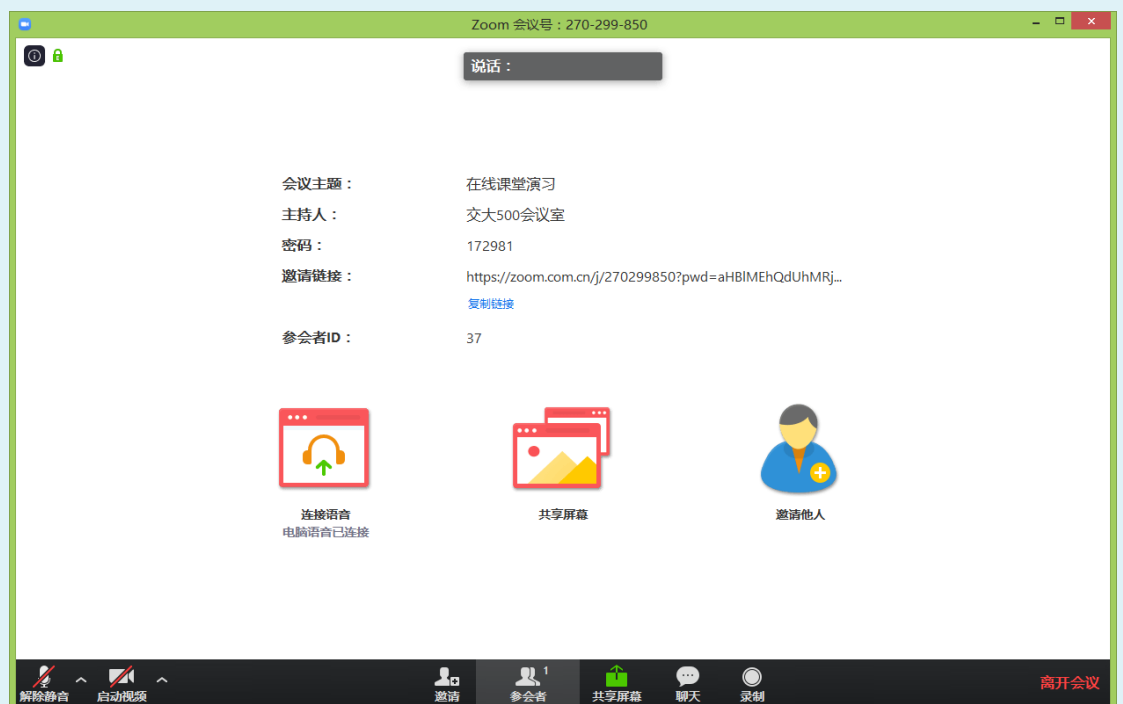 Zoom 会议号：270-299-850
说话：
会议主题： 在线课堂演习
主持人： 交大500会议室
密码： 172981
邀请链接： https://zoom.com.cn/j/270299850?pwd=aHBlMEhQdUhMRj...
复制链接
参会者ID： 37
连接语音 共享屏幕 邀请他人
电脑语音已连接
1
解除静音 启动视频 邀请 参会者 共享屏幕 聊天 录制 离开会议